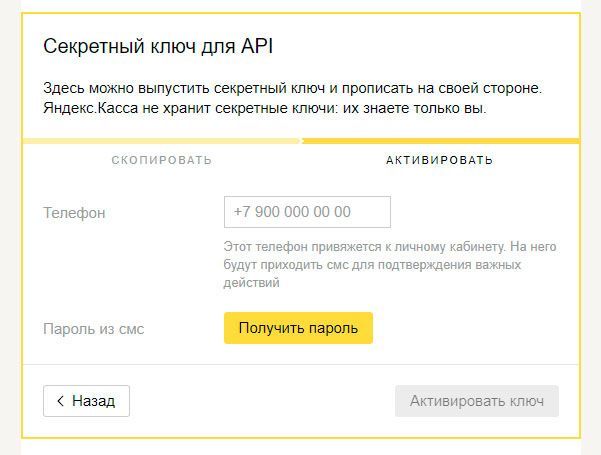 Секретный ключ для API
Здесь можно выпустить секретный ключ и прописать на своей стороне.
Яндекс.Касса не хранит секретные ключи: их знаете только вы.
СКОПИРОВАТЬ
АКТИВИРОВАТЬ
Телефон
+7 900 000 00 00
Этот телефон привяжется к личному кабинету. На него
будут приходить смс для подтверждения важных
действий
Пароль из смс
Получить пароль
Назад
Активировать ключ